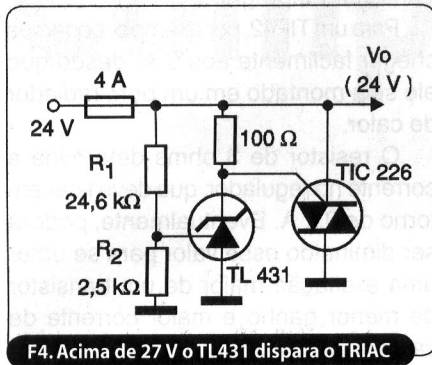 Vo
4 A
( 24 V )
24 V
100 Ω
R1
TIC 226
24,6 kΩ
R2
TL 431
2,5 kΩ
F4. Acima de 27 V o TL431 dispara o TRIAC